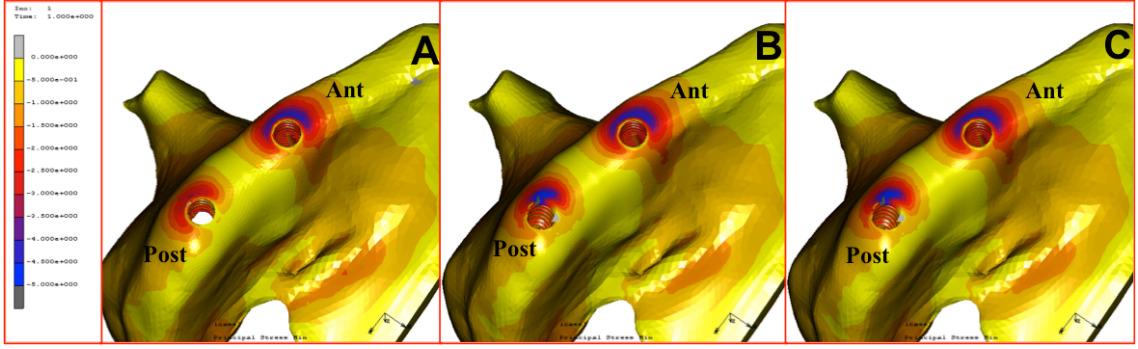 Inc: 1
Time: 1.000e+000
0.000e+000
-5.000e-001
-1.000e+000
-1.500e+000
-2.000e+000
-2.500e+000
-3.000e+000
-3.500e+000
-4.000e+000
-4.500e+000
-5.000e+000
A
Ant
Post
Principal Stress Min
B
Ant
Post
Principal Stress Min
C
Ant
Post
Principal Stress Min